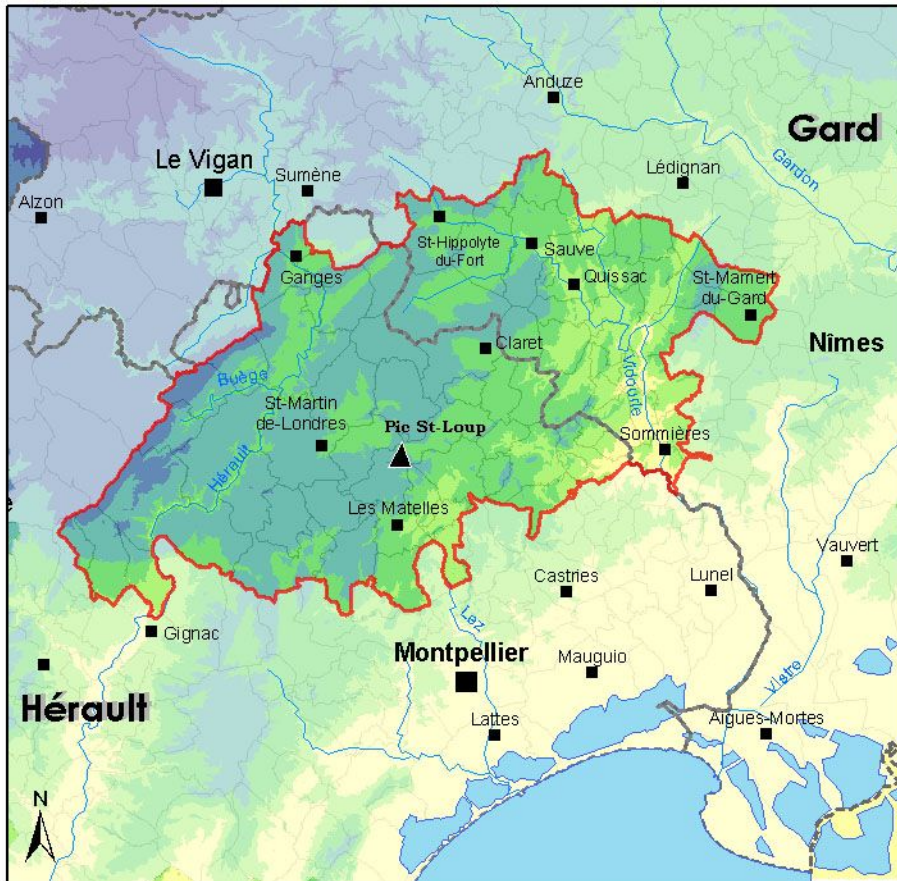 Anduze
Gard
Le Vigan
Sumène
Lédignan
Gardon
Alzon
St-Hippolyte
du-Fort
Sauve
Ganges
Quissac
St-Mamert
du-Gard
Nîmes
Claret
Buège
Vidourle
St-Martin
de-Londres
Pic St-Loup
Sommières
Hérault
e
Les Matelles
Vauvert
Castries
Lunel
Lez
Gignac
Montpellier
Mauguio
Vistre
Hérault
Lattes
Aigues-Mortes
N